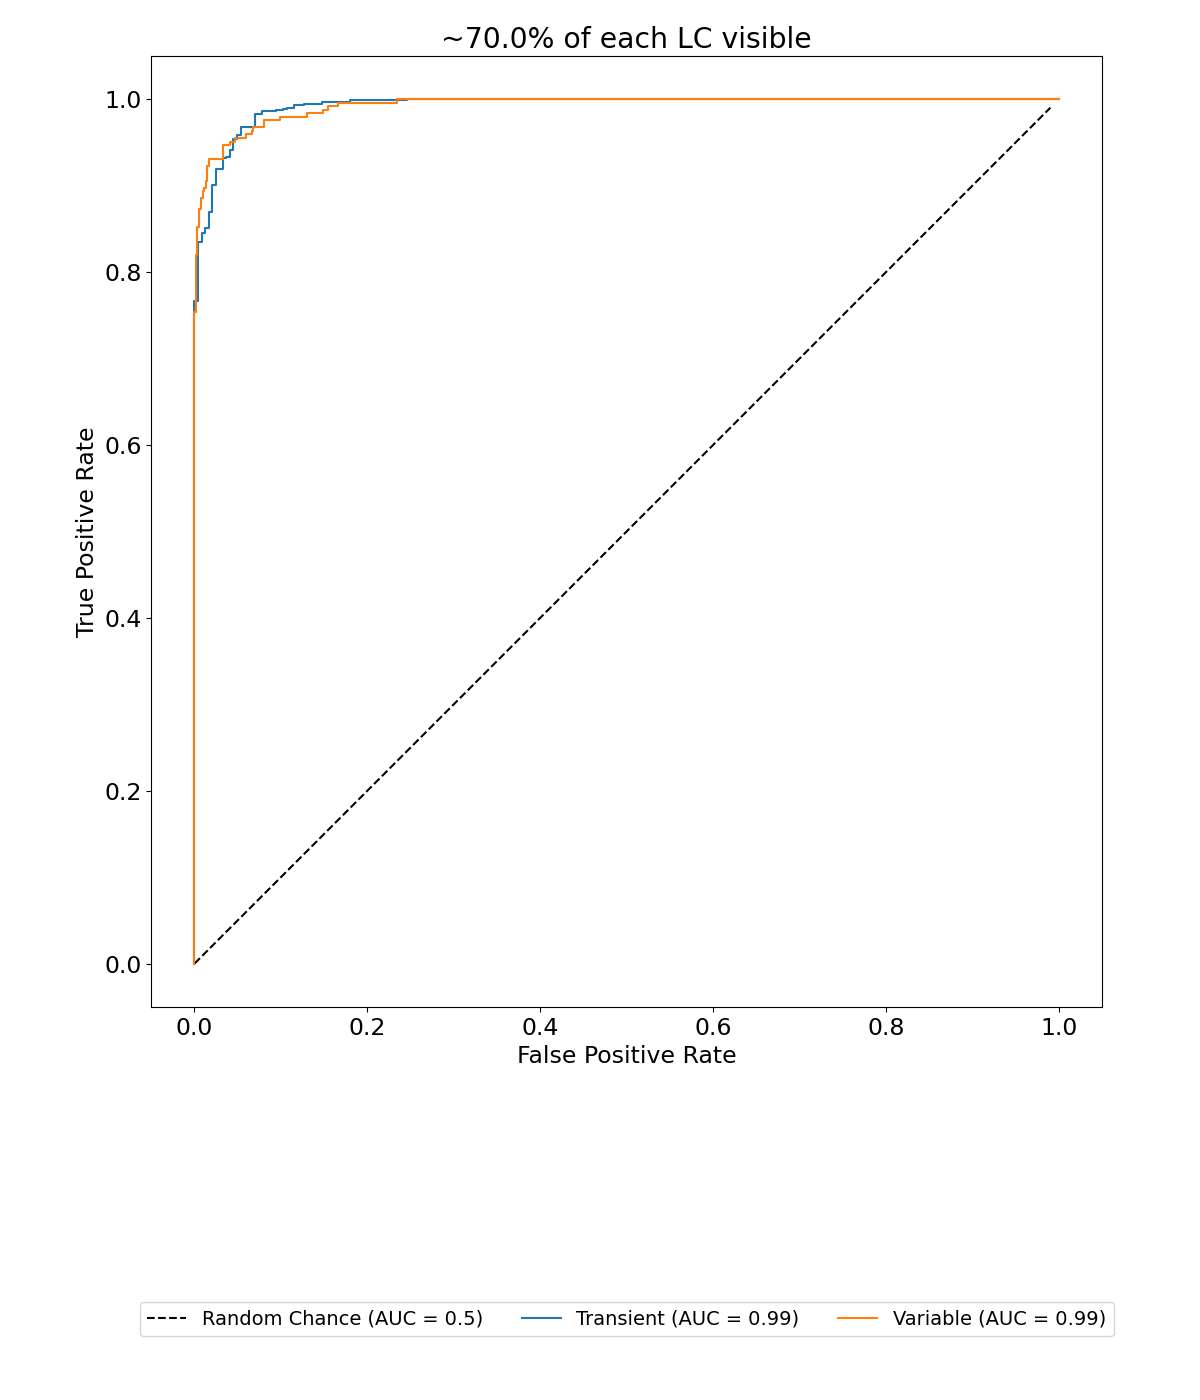 ~70.0% of each LC visible
True Positive Rate
1.0
0.8
0.6
0.4
0.2
0.0
0.0 0.2 0.4 0.6 0.8 1.0
False Positive Rate
Random Chance (AUC = 0.5) Transient (AUC = 0.99) Variable (AUC = 0.99)